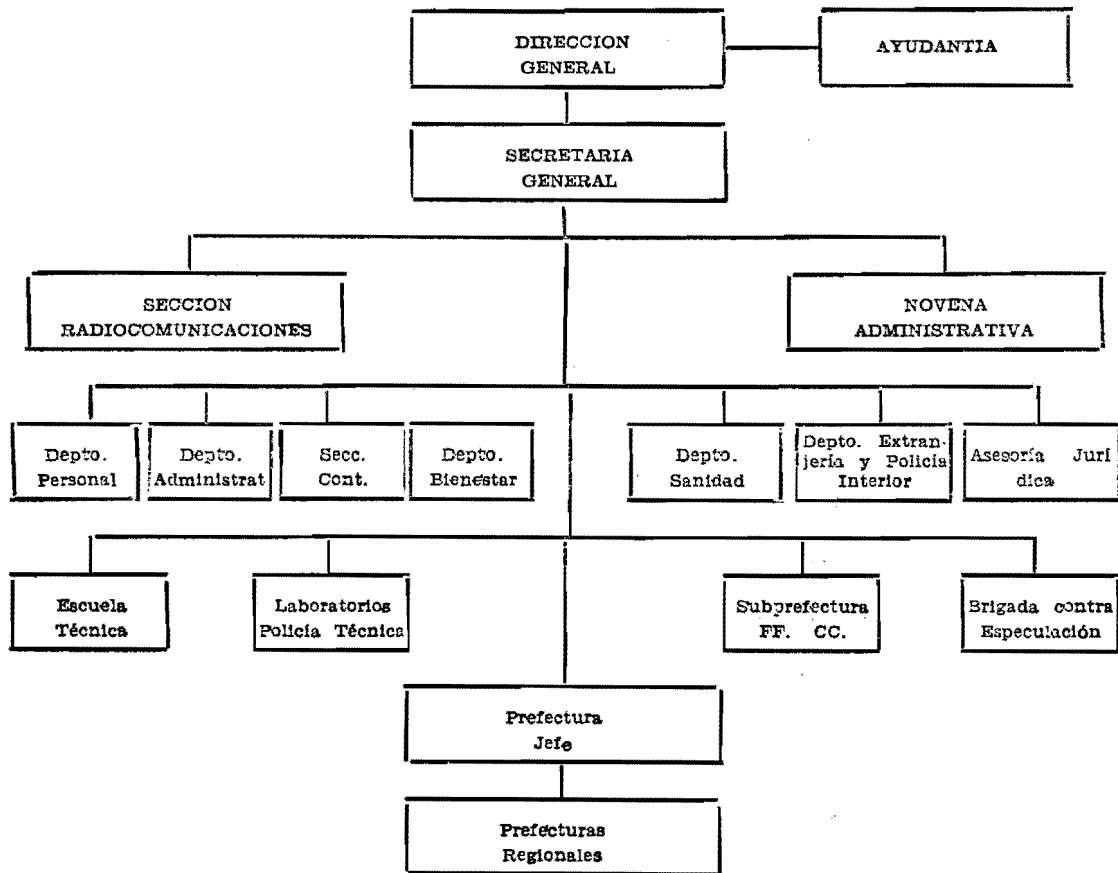 DIRECCION
GENERAL
AYUDANTIA
SECRETARIA
GENERAL
SECCION
RADIOCOMUNICACIONES
NOVENA
ADMINISTRATIVA
Depto.
Personal
Depto.
Administrat
Secc.
Cont.
Depto.
Bienestar
Depto.
Sanidad
Depto. Extran-
jería y Policía
Interior
Asesoría Jurí
dica
Escuela
Técnica
Laboratorios
Policía Técnica
Subprefectura
FF. CC.
Brigada contra
Especulación
Prefectura
Jefe
Prefecturas
Regionales